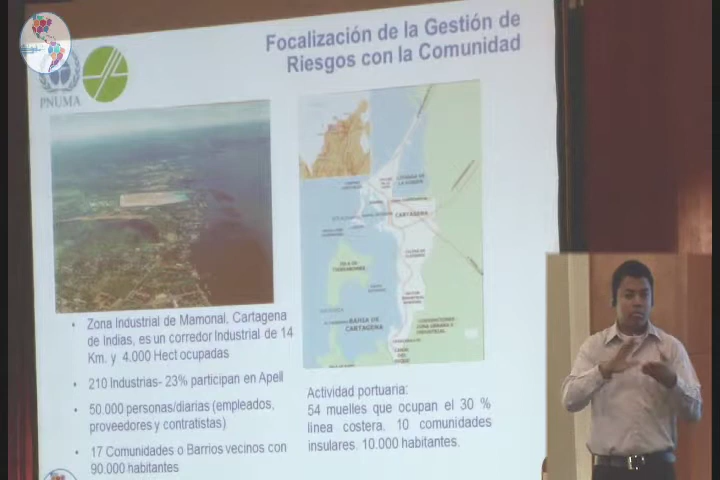 Focalización de la Gestión de
Riesgos con la Comunidad
PNUMA
CARTAGENA
BAHIA DE
CARTAGENA
• Zona Industrial de Mamonal, Cartagena
de Indias, es un corredor Industrial de 14
Km. y 4.000 Hect ocupadas
• 210 Industrias- 23% participan en Apell
• 50.000 personas/diarias (empleados,
proveedores y contratistas)
• 17 Comunidades o Barrios vecinos con
90.000 habitantes
Actividad portuaria:
54 muelles que ocupan el 30 %
linea costera. 10 comunidades
insulares. 10.000 habitantes.